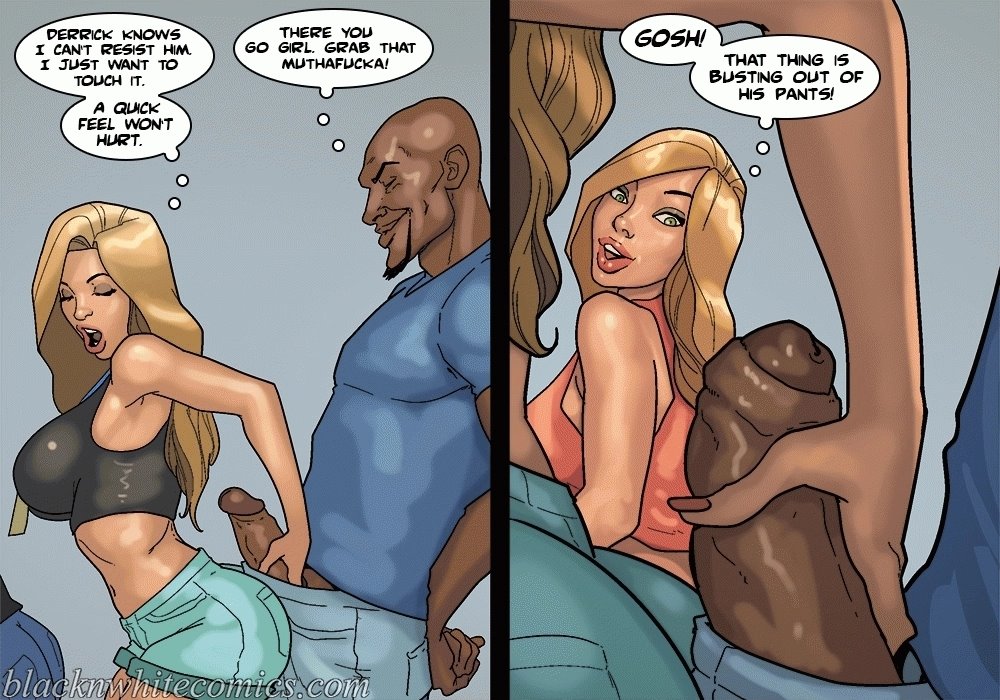 DERRICK KNOWS
I CAN'T RESIST HIM.
I JUST WANT TO
TOUCH IT.
A QUICK
FEEL WON'T
HURT.
THERE YOU
GO GIRL. GRAB THAT
MUTHAFUCKA!
GOSH!
THAT THING IS
BUSTING OUT OF
HIS PANTS!
blacknwhitecomics.com